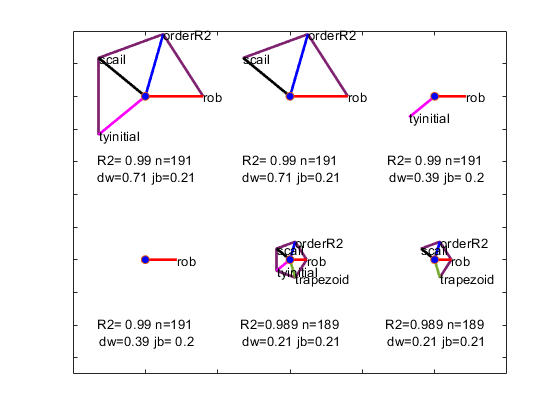 orderR2 orderR2
scail scail
rob rob rob
tyinitial
tyinitial
R2= 0.99 n=191 R2= 0.99 n=191 R2= 0.99 n=191
dw=0.71 jb=0.21 dw=0.71 jb=0.21 dw=0.39 jb= 0.2
orderR2 orderR2
scail scail
rob rob rob
tyinitial
trapezoid trapezoid
R2= 0.99 n=191 R2=0.989 n=189 R2=0.989 n=189
dw=0.39 jb= 0.2 dw=0.21 jb=0.21 dw=0.21 jb=0.21